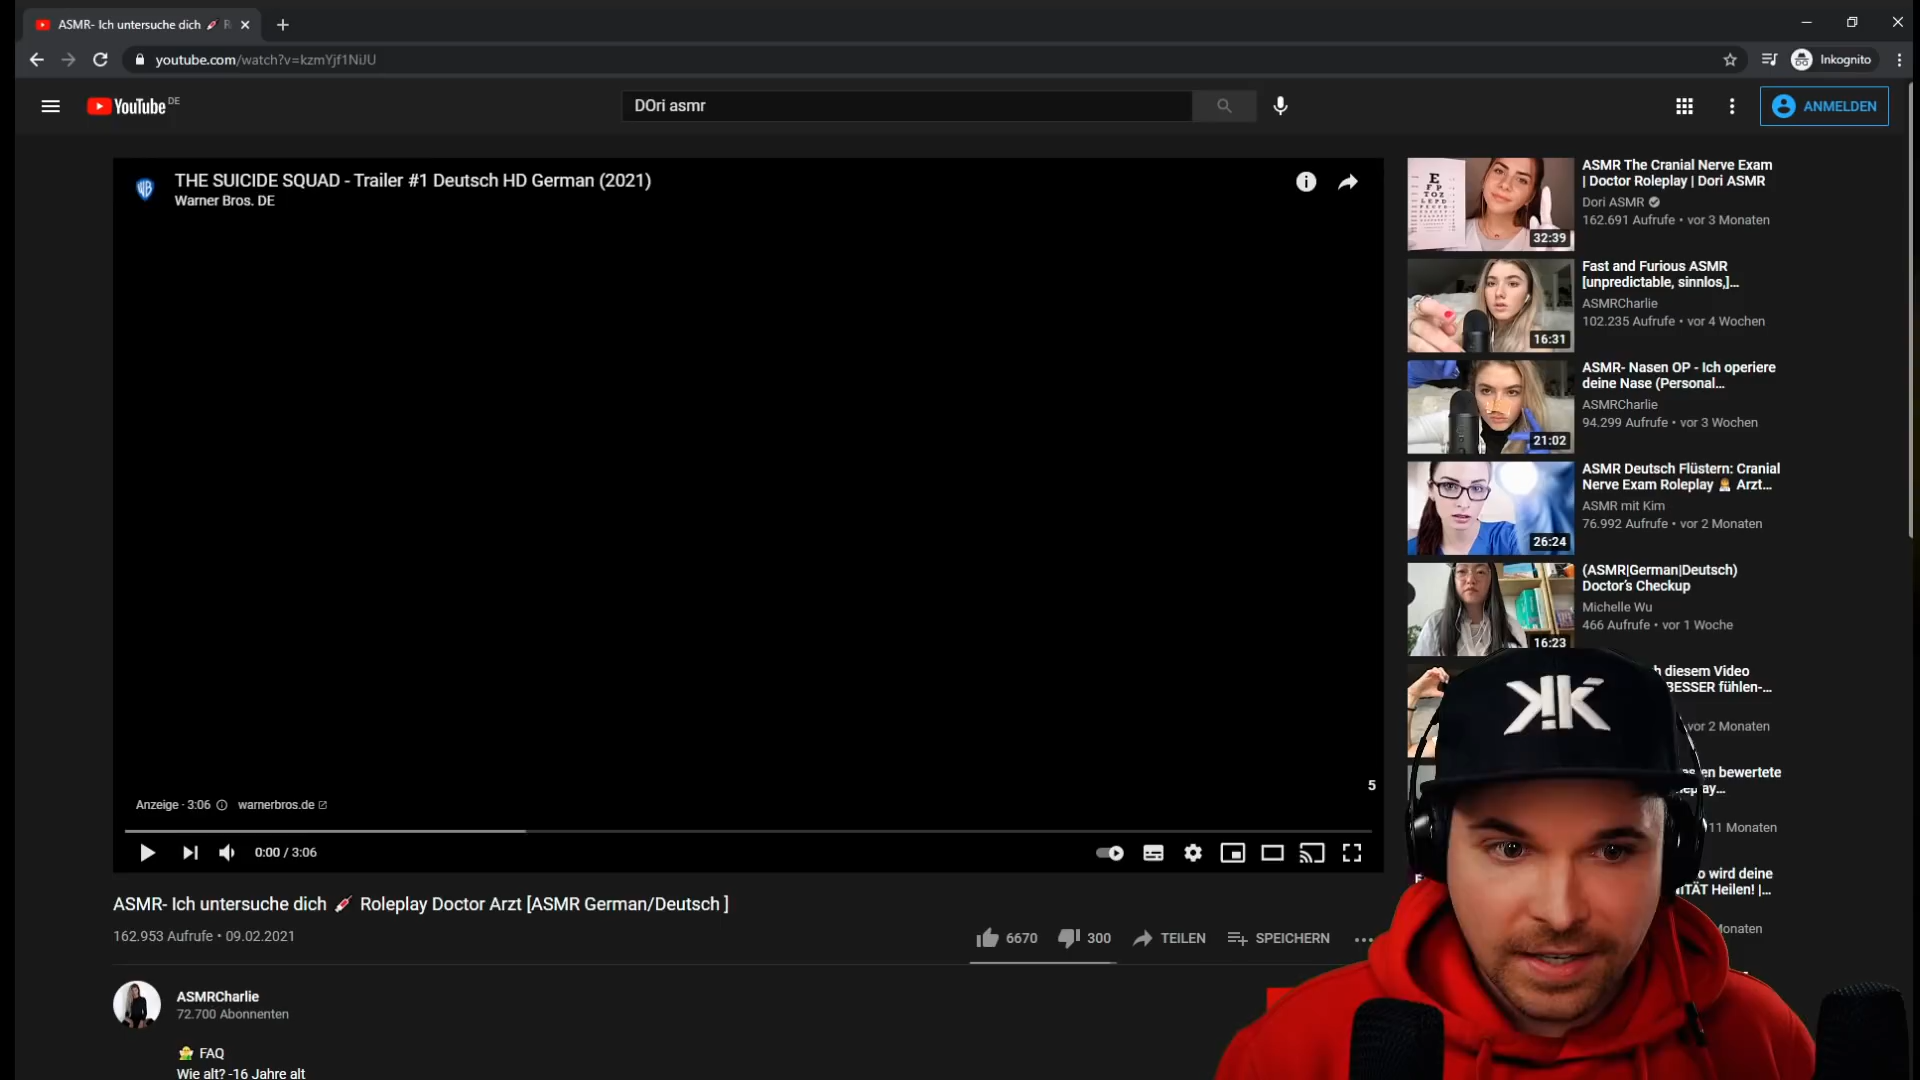 ASMR- Ich untersuche dich
youtube.com/watch?v=kzmYjf1NiJU
Inkognito
YouTube DE
DOri asmr
ANMELDEN
THE SUICIDE SQUAD - Trailer #1 Deutsch HD German (2021)
Warner Bros. DE
5
Anzeige · 3:06
warnerbros.de
0:00 / 3:06
ASMR- Ich untersuche dich 💉 Roleplay Doctor Arzt [ASMR German/Deutsch ]
162.953 Aufrufe • 09.02.2021
6670
300
TEILEN
SPEICHERN
ASMRCharlie
72.700 Abonnenten
FAQ
Wie alt? -16 Jahre alt
32:39
ASMR The Cranial Nerve Exam
| Doctor Roleplay | Dori ASMR
Dori ASMR
162.691 Aufrufe • vor 3 Monaten
16:31
Fast and Furious ASMR
[unpredictable, sinnlos,]...
ASMRCharlie
102.235 Aufrufe • vor 4 Wochen
21:02
ASMR- Nasen OP - Ich operiere
deine Nase (Personal...
ASMRCharlie
94.299 Aufrufe • vor 3 Wochen
26:24
ASMR Deutsch Flüstern: Cranial
Nerve Exam Roleplay 👩‍⚕️ Arzt...
ASMR mit Kim
76.992 Aufrufe • vor 2 Monaten
16:23
(ASMR|German|Deutsch)
Doctor's Checkup
Michelle Wu
466 Aufrufe • vor 1 Woche
diesem Video
BESSER fühlen-...
vor 2 Monaten
bewertete
11 Monaten
wird deine
Heilen! |...